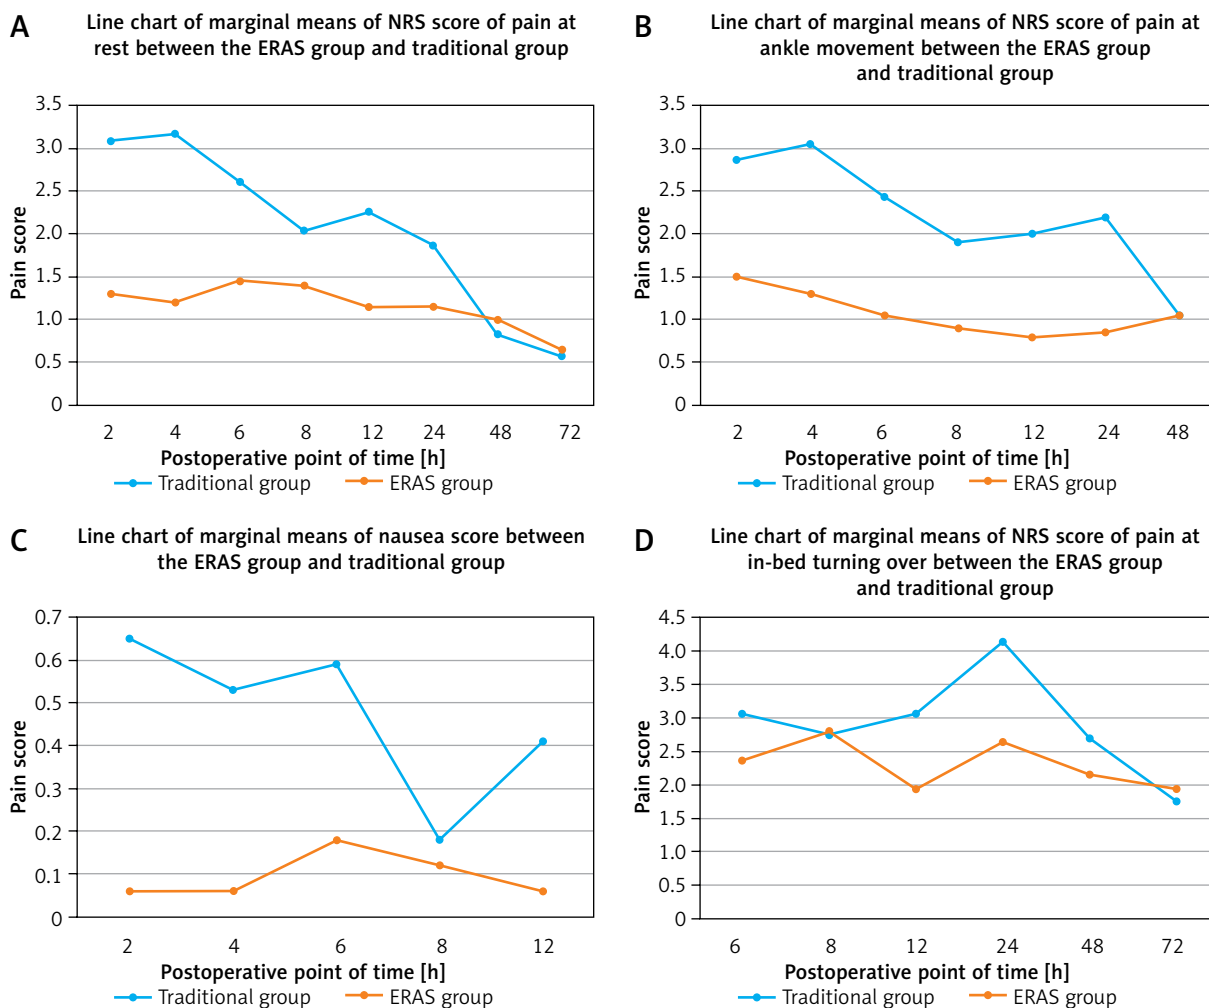 A
Line chart of marginal means of NRS score of pain at
rest between the ERAS group and traditional group
Pain score
3.5
3.0
2.5
2.0
1.5
1.0
0.5
0
2 4 6 8 12 24 48 72
Postoperative point of time [h]
Traditional group ERAS group
B
Line chart of marginal means of NRS score of pain at
ankle movement between the ERAS group
and traditional group
Pain score
3.5
3.0
2.5
2.0
1.5
1.0
0.5
0
2 4 6 8 12 24 48
Postoperative point of time [h]
Traditional group ERAS group
C
Line chart of marginal means of nausea score between
the ERAS group and traditional group
Pain score
0.7
0.6
0.5
0.4
0.3
0.2
0.1
0
2 4 6 8 12
Postoperative point of time [h]
Traditional group ERAS group
D
Line chart of marginal means of NRS score of pain at
in-bed turning over between the ERAS group
and traditional group
Pain score
4.5
4.0
3.5
3.0
2.5
2.0
1.5
1.0
0.5
0
6 8 12 24 48 72
Postoperative point of time [h]
Traditional group ERAS group